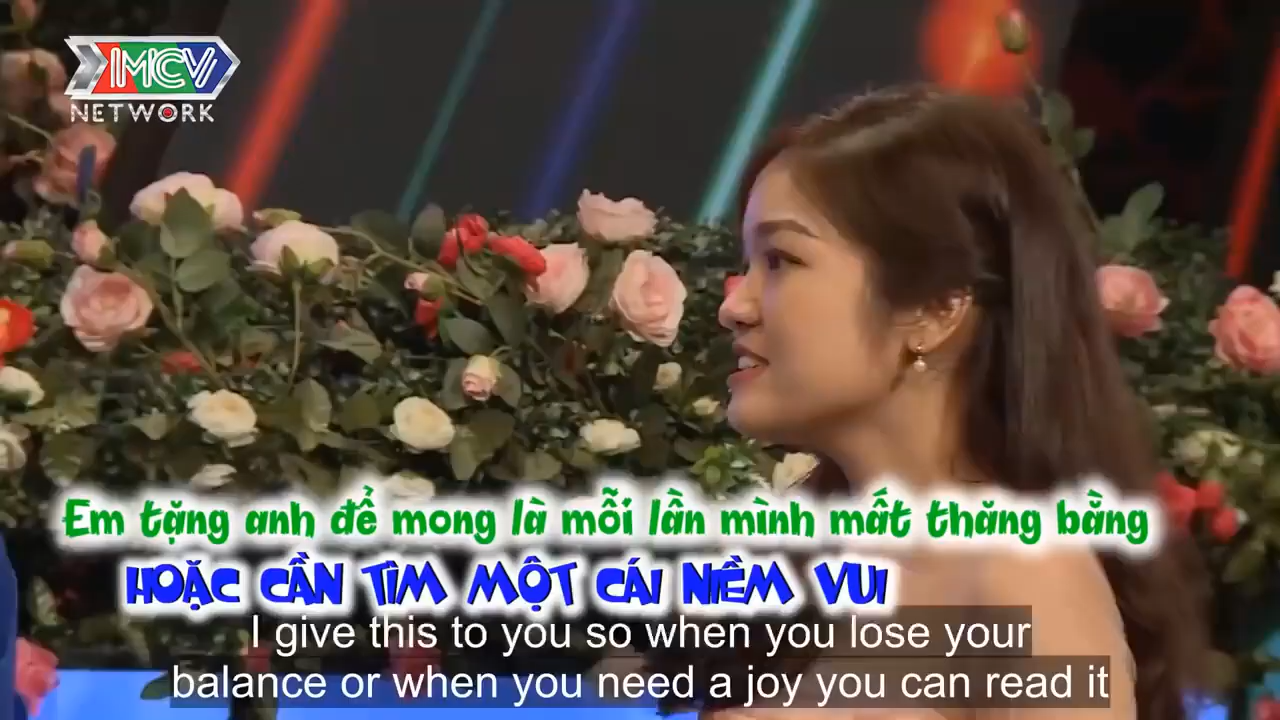 MCV
NETWORK
Em tặng anh để mong là mỗi lần mình mất thăng bằng
HOẶC CẦN TÌM MỘT CÁI NIỀM VUI
I give this to you so when you lose your
balance or when you need a joy you can read it